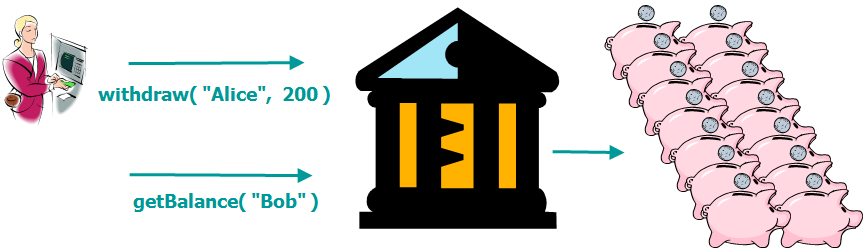 withdraw( "Alice", 200 )
getBalance( "Bob" )